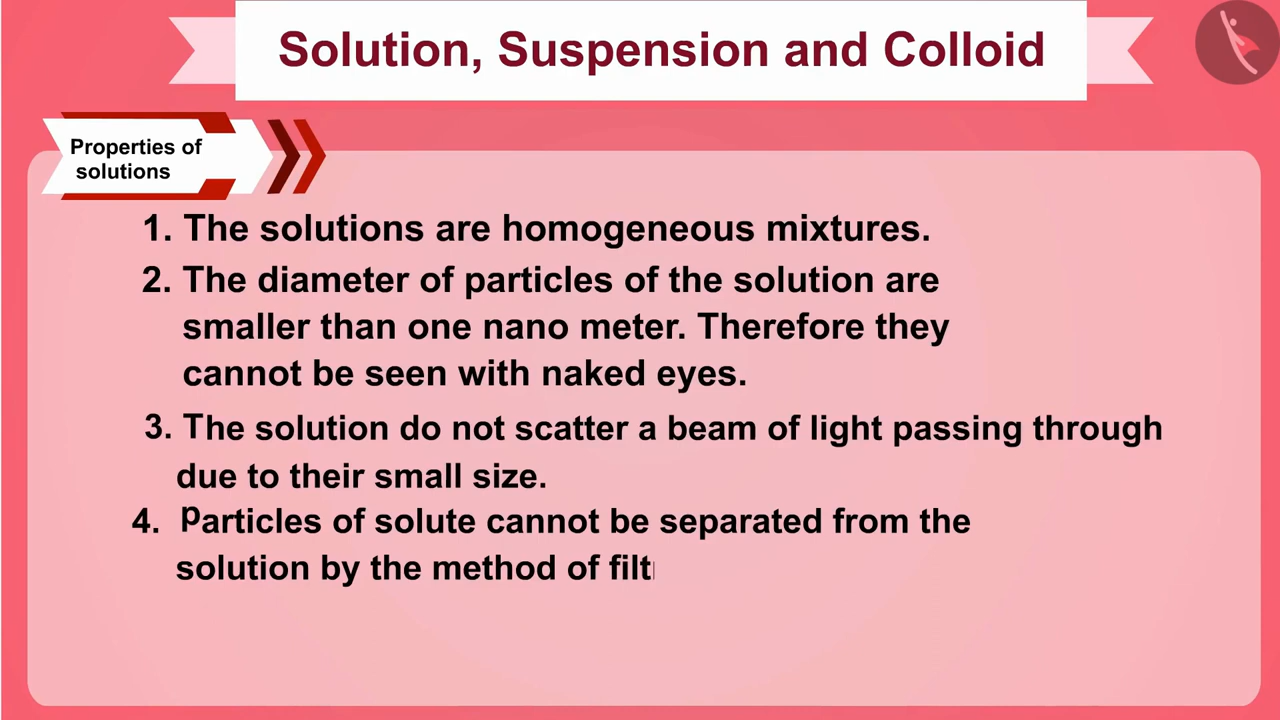 Solution, Suspension and Colloid
Properties of
solutions
1. The solutions are homogeneous mixtures.
2. The diameter of particles of the solution are
smaller than one nano meter. Therefore they
cannot be seen with naked eyes.
3. The solution do not scatter a beam of light passing through
due to their small size.
4. particles of solute cannot be separated from the
solution by the method of filt